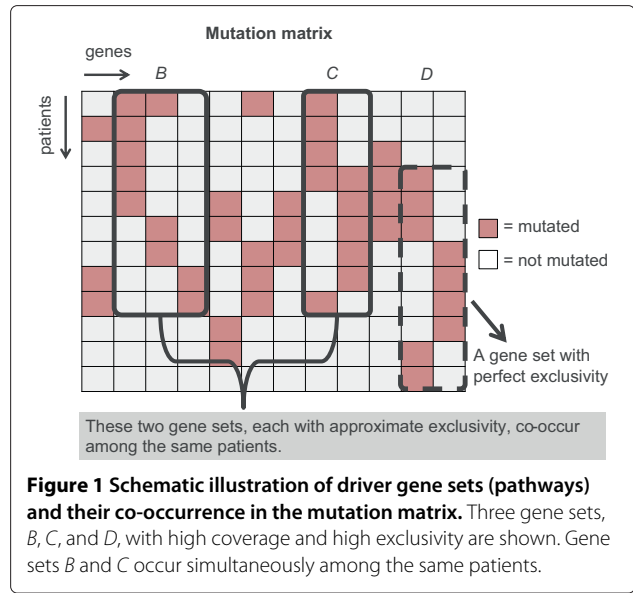 Mutation matrix
genes
B
C
D
patients
= mutated
= not mutated
A gene set with
perfect exclusivity
These two gene sets, each with approximate exclusivity, co-occur
among the same patients.
Figure 1 Schematic illustration of driver gene sets (pathways)
and their co-occurrence in the mutation matrix. Three gene sets,
B, C, and D, with high coverage and high exclusivity are shown. Gene
sets B and C occur simultaneously among the same patients.